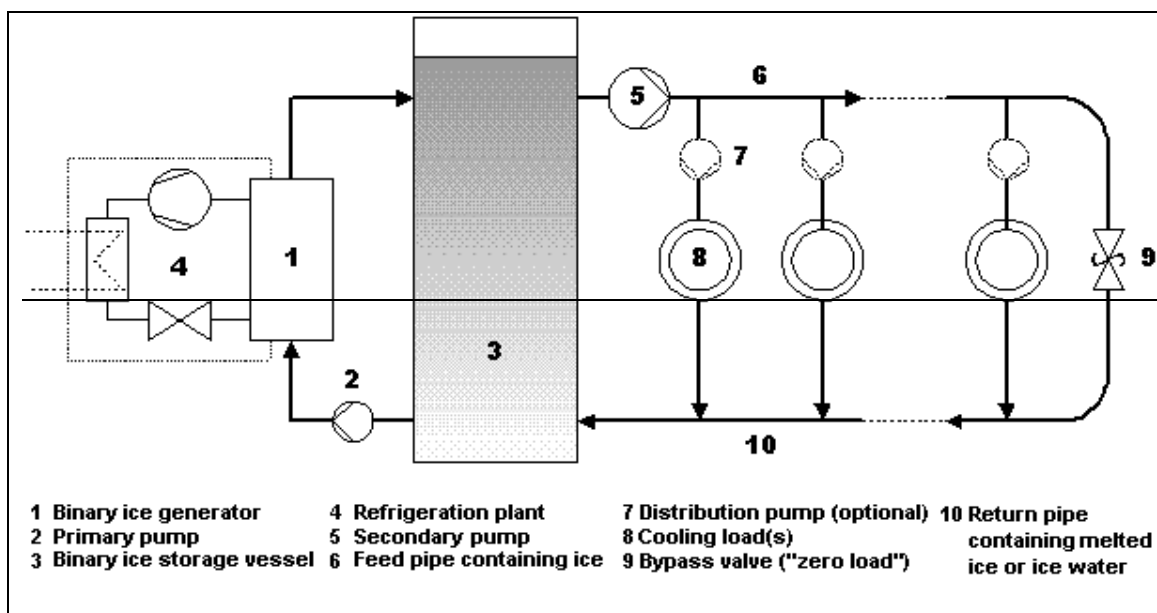 6
5
7
4
1
8
9
3
2
10
1 Binary ice generator
2 Primary pump
3 Binary ice storage vessel
4 Refrigeration plant
5 Secondary pump
6 Feed pipe containing ice
7 Distribution pump (optional)
8 Cooling load(s)
9 Bypass valve ("zero load")
10 Return pipe
containing melted
ice or ice water